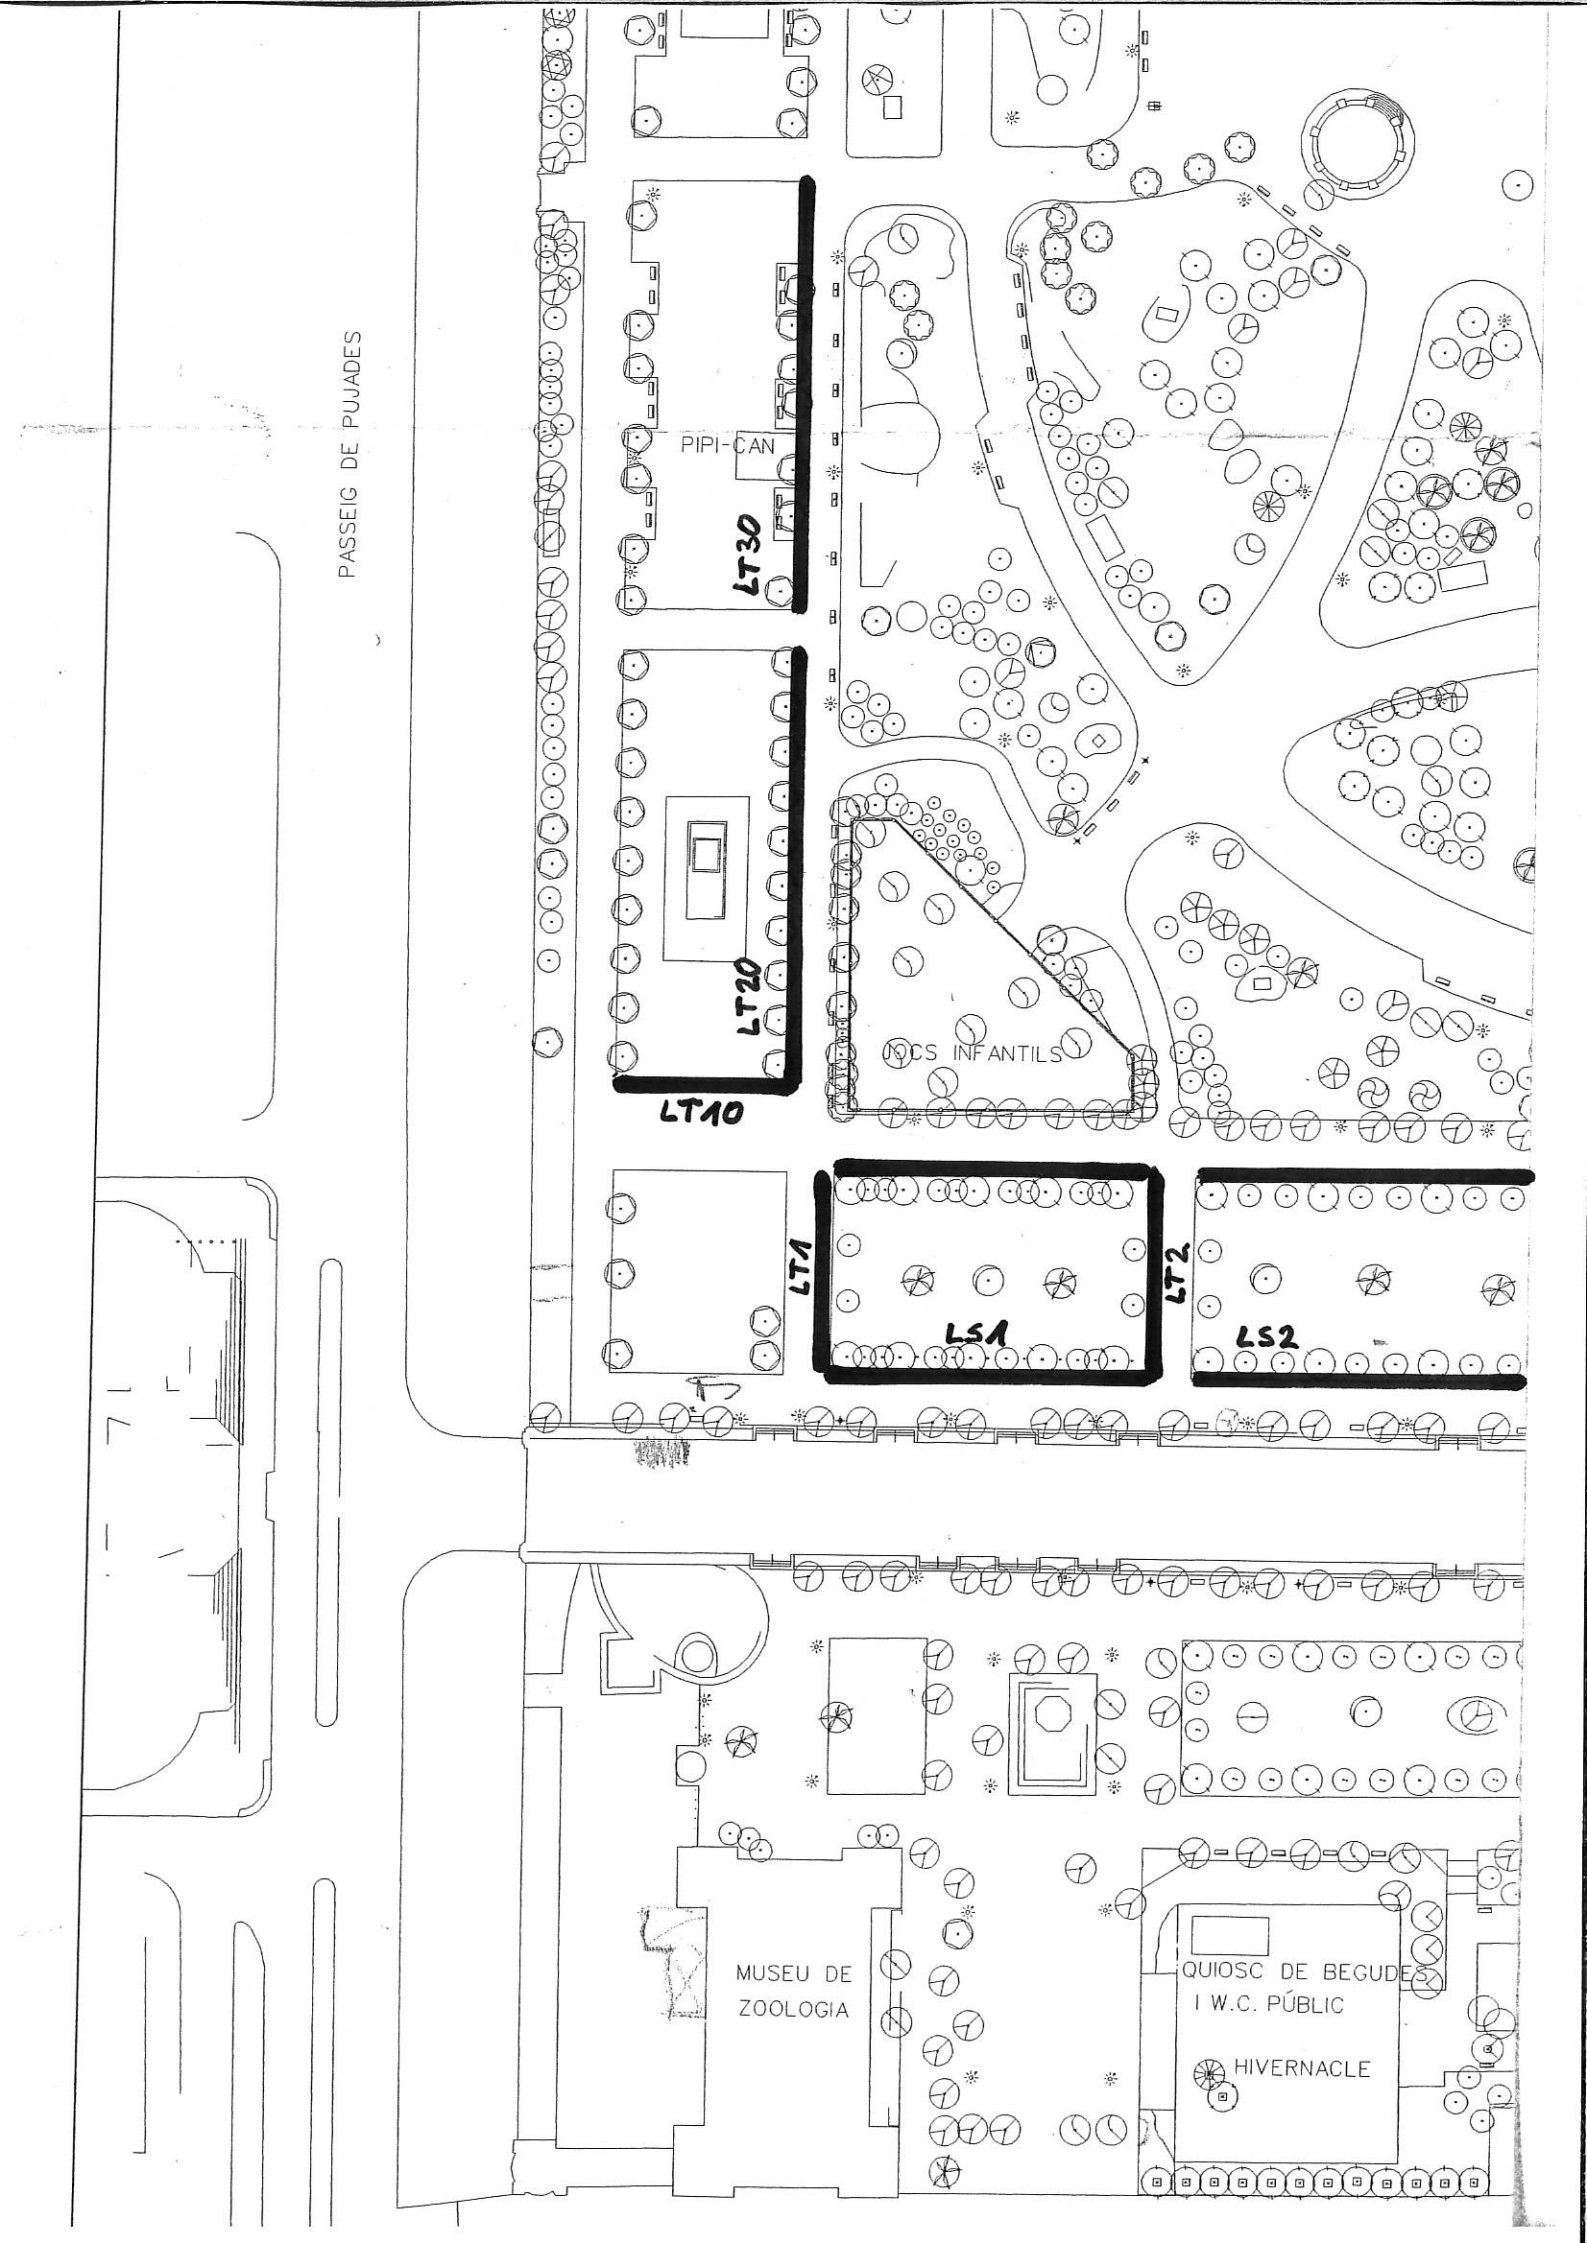 PASSEIG DE PUJADES
PIPI-CAN
LT30
LT20
LT10
JOCS INFANTILS
LT1
LS1
LT2
LS2
MUSEU DE
ZOOLOGIA
QUIOSC DE BEGUDES
I W.C. PÚBLIC
HIVERNACLE